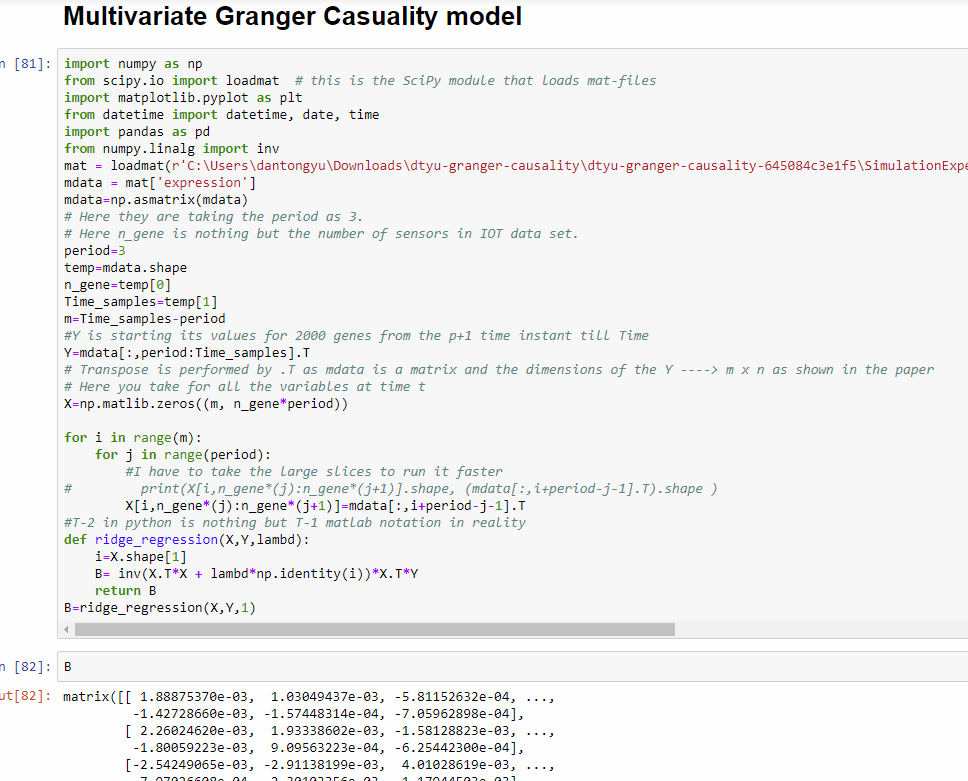 Multivariate Granger Casuality model
n [81]:
import numpy as np
from scipy.io import loadmat  # this is the SciPy module that loads mat-files
import matplotlib.pyplot as plt
from datetime import datetime, date, time
import pandas as pd
from numpy.linalg import inv
mat = loadmat(r'C:\Users\dantongyu\Downloads\dtyu-granger-causality\dtyu-granger-causality-645084c3e1f5\SimulationExpe
mdata = mat['expression']
mdata=np.asmatrix(mdata)
# Here they are taking the period as 3.
# Here n_gene is nothing but the number of sensors in IOT data set.
period=3
temp=mdata.shape
n_gene=temp[0]
Time_samples=temp[1]
m=Time_samples-period
#Y is starting its values for 2000 genes from the p+1 time instant till Time
Y=mdata[:,period:Time_samples].T
# Transpose is performed by .T as mdata is a matrix and the dimensions of the Y ----> m x n as shown in the paper
# Here you take for all the variables at time t
X=np.matlib.zeros((m, n_gene*period))
for i in range(m):
    for j in range(period):
        #I have to take the large slices to run it faster
#         print(X[i,n_gene*(j):n_gene*(j+1)].shape, (mdata[:,i+period-j-1].T).shape )
        X[i,n_gene*(j):n_gene*(j+1)]=mdata[:,i+period-j-1].T
#T-2 in python is nothing but T-1 matlab notation in reality
def ridge_regression(X,Y,lambd):
    i=X.shape[1]
    B= inv(X.T*X + lambd*np.identity(i))*X.T*Y
    return B
B=ridge_regression(X,Y,1)
n [82]:
B
ut[82]:
matrix([[ 1.88875370e-03,  1.03049437e-03, -5.81152632e-04, ...,
-1.42728660e-03, -1.57448314e-04, -7.05962898e-04],
[ 2.26024620e-03,  1.93338602e-03, -1.58128823e-03, ...,
-1.80059223e-03,  9.09563223e-04, -6.25442300e-04],
[-2.54249065e-03, -2.91138199e-03,  4.01028619e-03, ...,